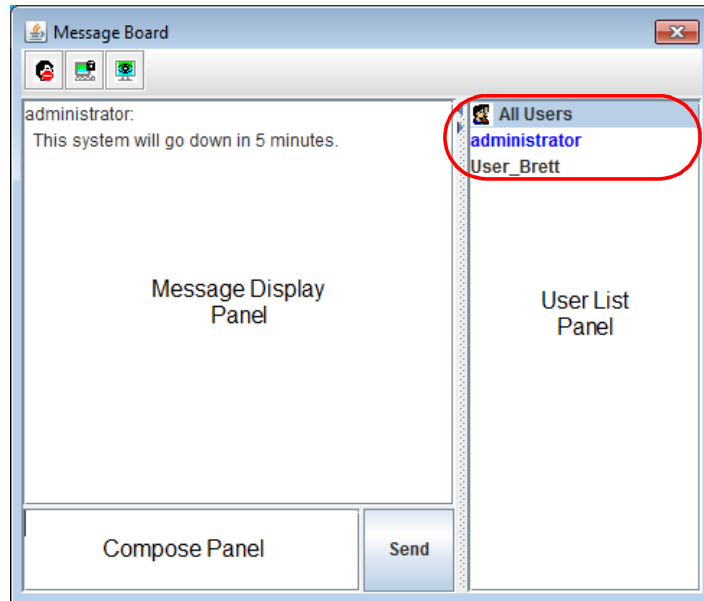 Message Board
administrator:
This system will go down in 5 minutes.
Message Display
Panel
Compose Panel
Send
All Users
administrator
User_Brett
User List
Panel